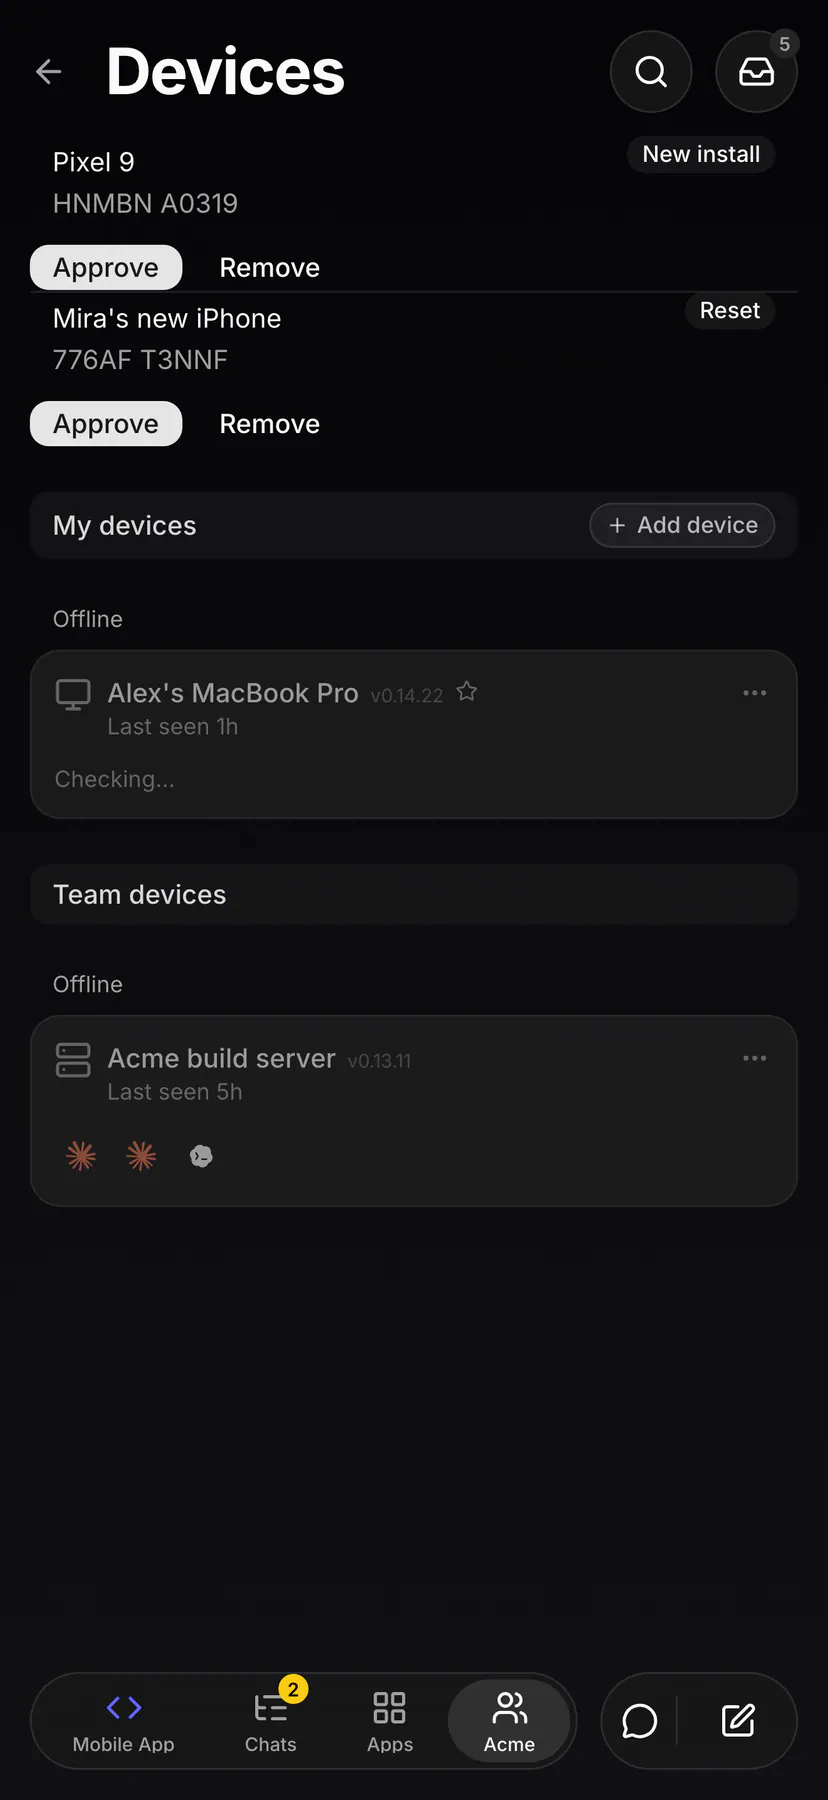 Devices
5
Pixel 9
New install
HNMBN A0319
Approve
Remove
Mira's new iPhone
Reset
776AF T3NNF
Approve
Remove
My devices
+ Add device
Offline
Alex's MacBook Pro v0.14.22
Last seen 1h
Checking...
Team devices
Offline
Acme build server v0.13.11
Last seen 5h
2
Mobile App
Chats
Apps
Acme